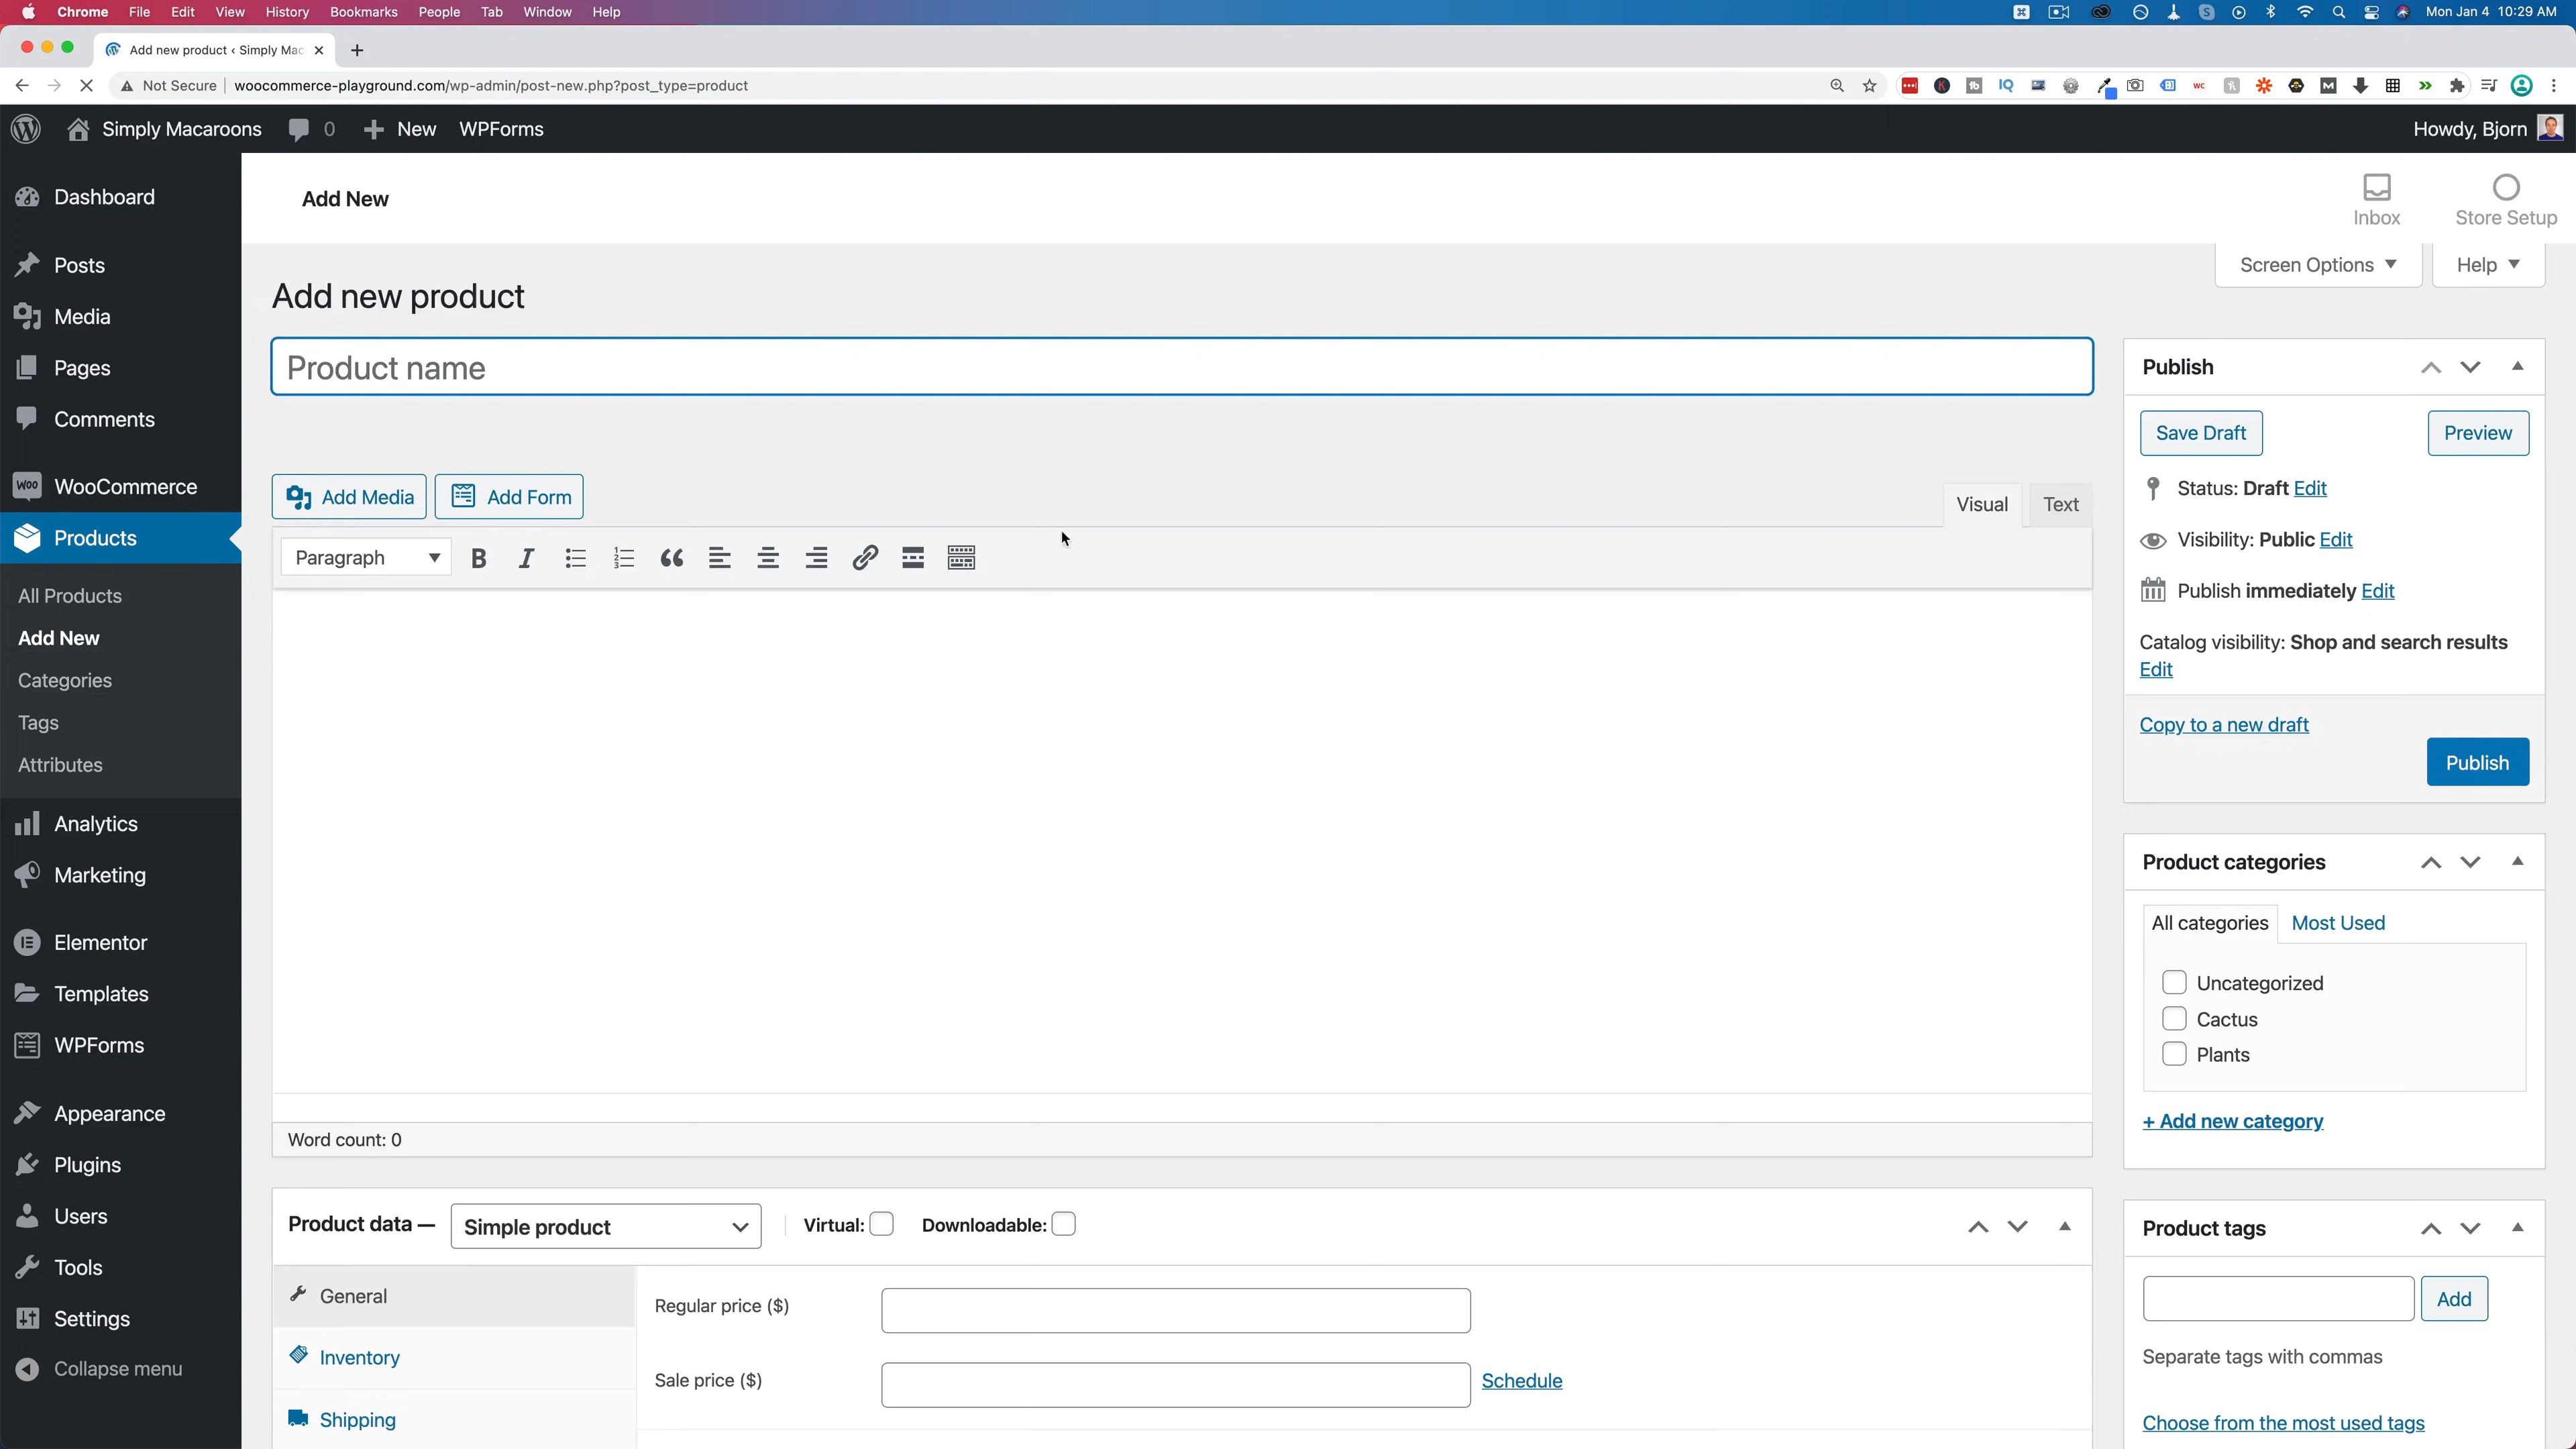 Chrome File Edit View History Bookmarks People Tab Window Help Mon Jan 4 10:29 AM
Add new product ‹ Simply Mac
Not Secure woocommerce-playground.com/wp-admin/post-new.php?post_type=product
Simply Macaroons 0 New WPForms Howdy, Bjorn
Dashboard
Posts
Media
Pages
Comments
WooCommerce
Products
All Products
Add New
Categories
Tags
Attributes
Analytics
Marketing
Elementor
Templates
WPForms
Appearance
Plugins
Users
Tools
Settings
Collapse menu
Add New
Inbox
Store Setup
Screen Options
Help
Add new product
Product name
Add Media
Add Form
Visual
Text
Paragraph
Word count: 0
Product data —
Simple product
Virtual:
Downloadable:
General
Inventory
Shipping
Regular price ($)
Sale price ($)
Schedule
Publish
Save Draft
Preview
Status: Draft Edit
Visibility: Public Edit
Publish immediately Edit
Catalog visibility: Shop and search results
Edit
Copy to a new draft
Publish
Product categories
All categories
Most Used
Uncategorized
Cactus
Plants
+ Add new category
Product tags
Add
Separate tags with commas
Choose from the most used tags